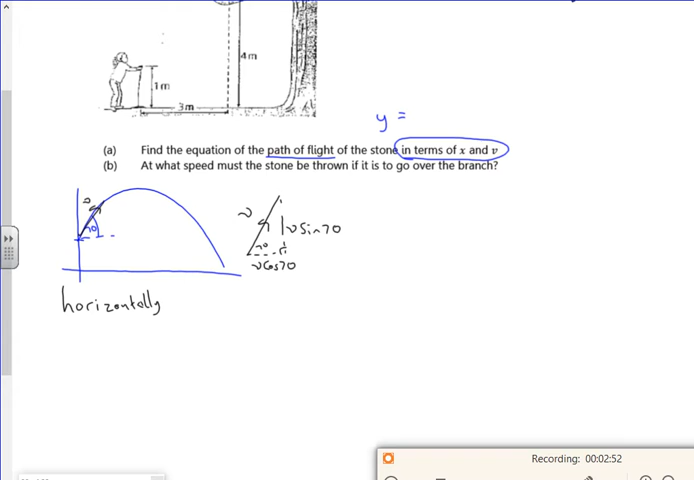 4m
1m
3m
y =
(a) Find the equation of the path of flight of the stone in terms of x and v
(b) At what speed must the stone be thrown if it is to go over the branch?
v
70
v
v sin 70
70
v cos 70
horizontally
Recording: 00:02:52